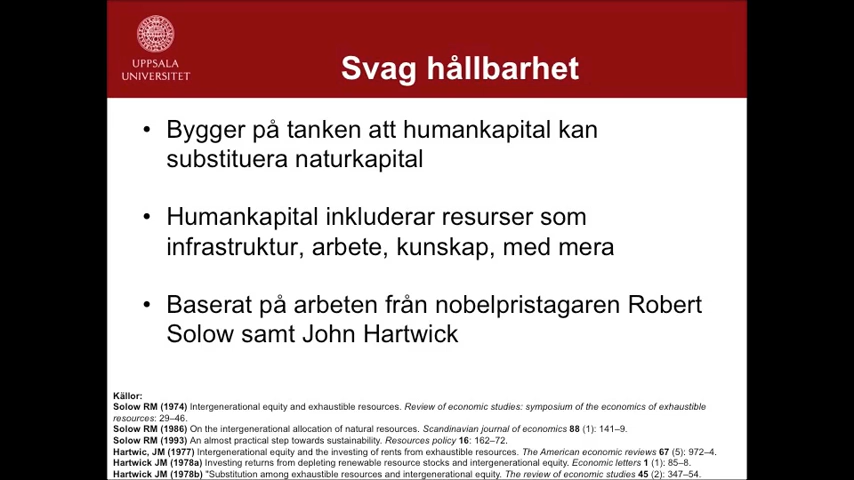 UPPSALA
UNIVERSITET
Svag hållbarhet
• Bygger på tanken att humankapital kan
substituera naturkapital
• Humankapital inkluderar resurser som
infrastruktur, arbete, kunskap, med mera
• Baserat på arbeten från nobelpristagaren Robert
Solow samt John Hartwick
Källor:
Solow RM (1974) Intergenerational equity and exhaustible resources. Review of economic studies: symposium of the economics of exhaustible
resources: 29–46.
Solow RM (1986) On the intergenerational allocation of natural resources. Scandinavian journal of economics 88 (1): 141–9.
Solow RM (1993) An almost practical step towards sustainability. Resources policy 16: 162–72.
Hartwic, JM (1977) Intergenerational equity and the investing of rents from exhaustible resources. The American economic reviews 67 (5): 972–4.
Hartwick JM (1978a) Investing returns from depleting renewable resource stocks and intergenerational equity. Economic letters 1 (1): 85–8.
Hartwick JM (1978b) "Substitution among exhaustible resources and intergenerational equity. The review of economic studies 45 (2): 347–54.